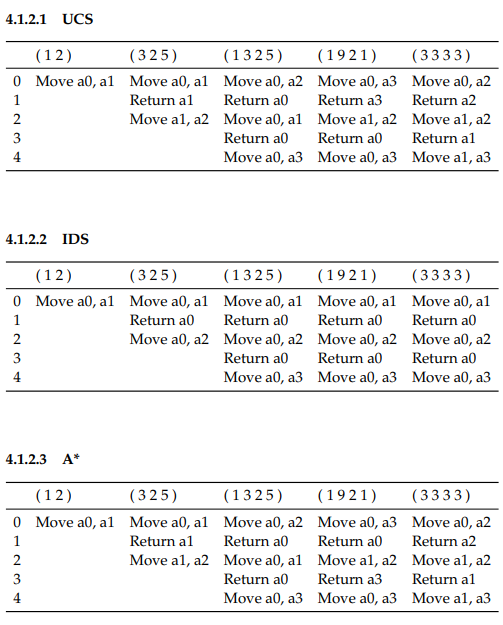 4.1.2.1 UCS
( 1 2 ) ( 3 2 5 ) ( 1 3 2 5 ) ( 1 9 2 1 ) ( 3 3 3 3 )
0 Move a0, a1 Move a0, a1 Move a0, a2 Move a0, a3 Move a0, a2
1 Return a1 Return a0 Return a3 Return a2
2 Move a1, a2 Move a0, a1 Move a1, a2 Move a1, a2
3 Return a0 Return a0 Return a1
4 Move a0, a3 Move a0, a3 Move a1, a3
4.1.2.2 IDS
( 1 2 ) ( 3 2 5 ) ( 1 3 2 5 ) ( 1 9 2 1 ) ( 3 3 3 3 )
0 Move a0, a1 Move a0, a1 Move a0, a1 Move a0, a1 Move a0, a1
1 Return a0 Return a0 Return a0 Return a0
2 Move a0, a2 Move a0, a2 Move a0, a2 Move a0, a2
3 Return a0 Return a0 Return a0
4 Move a0, a3 Move a0, a3 Move a0, a3
4.1.2.3 A*
( 1 2 ) ( 3 2 5 ) ( 1 3 2 5 ) ( 1 9 2 1 ) ( 3 3 3 3 )
0 Move a0, a1 Move a0, a1 Move a0, a2 Move a0, a3 Move a0, a2
1 Return a1 Return a0 Return a0 Return a2
2 Move a1, a2 Move a0, a1 Move a1, a2 Move a1, a2
3 Return a0 Return a3 Return a1
4 Move a0, a3 Move a0, a3 Move a1, a3